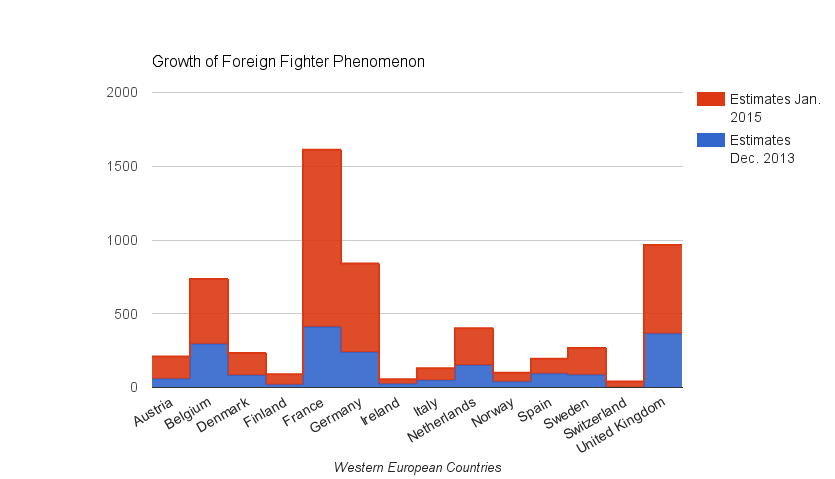 Growth of Foreign Fighter Phenomenon
2000
1500
1000
500
0
Estimates Jan.
2015
Estimates
Dec. 2013
Austria
Belgium
Denmark
Finland
France
Germany
Ireland
Italy
Netherlands
Norway
Spain
Sweden
Switzerland
United Kingdom
Western European Countries